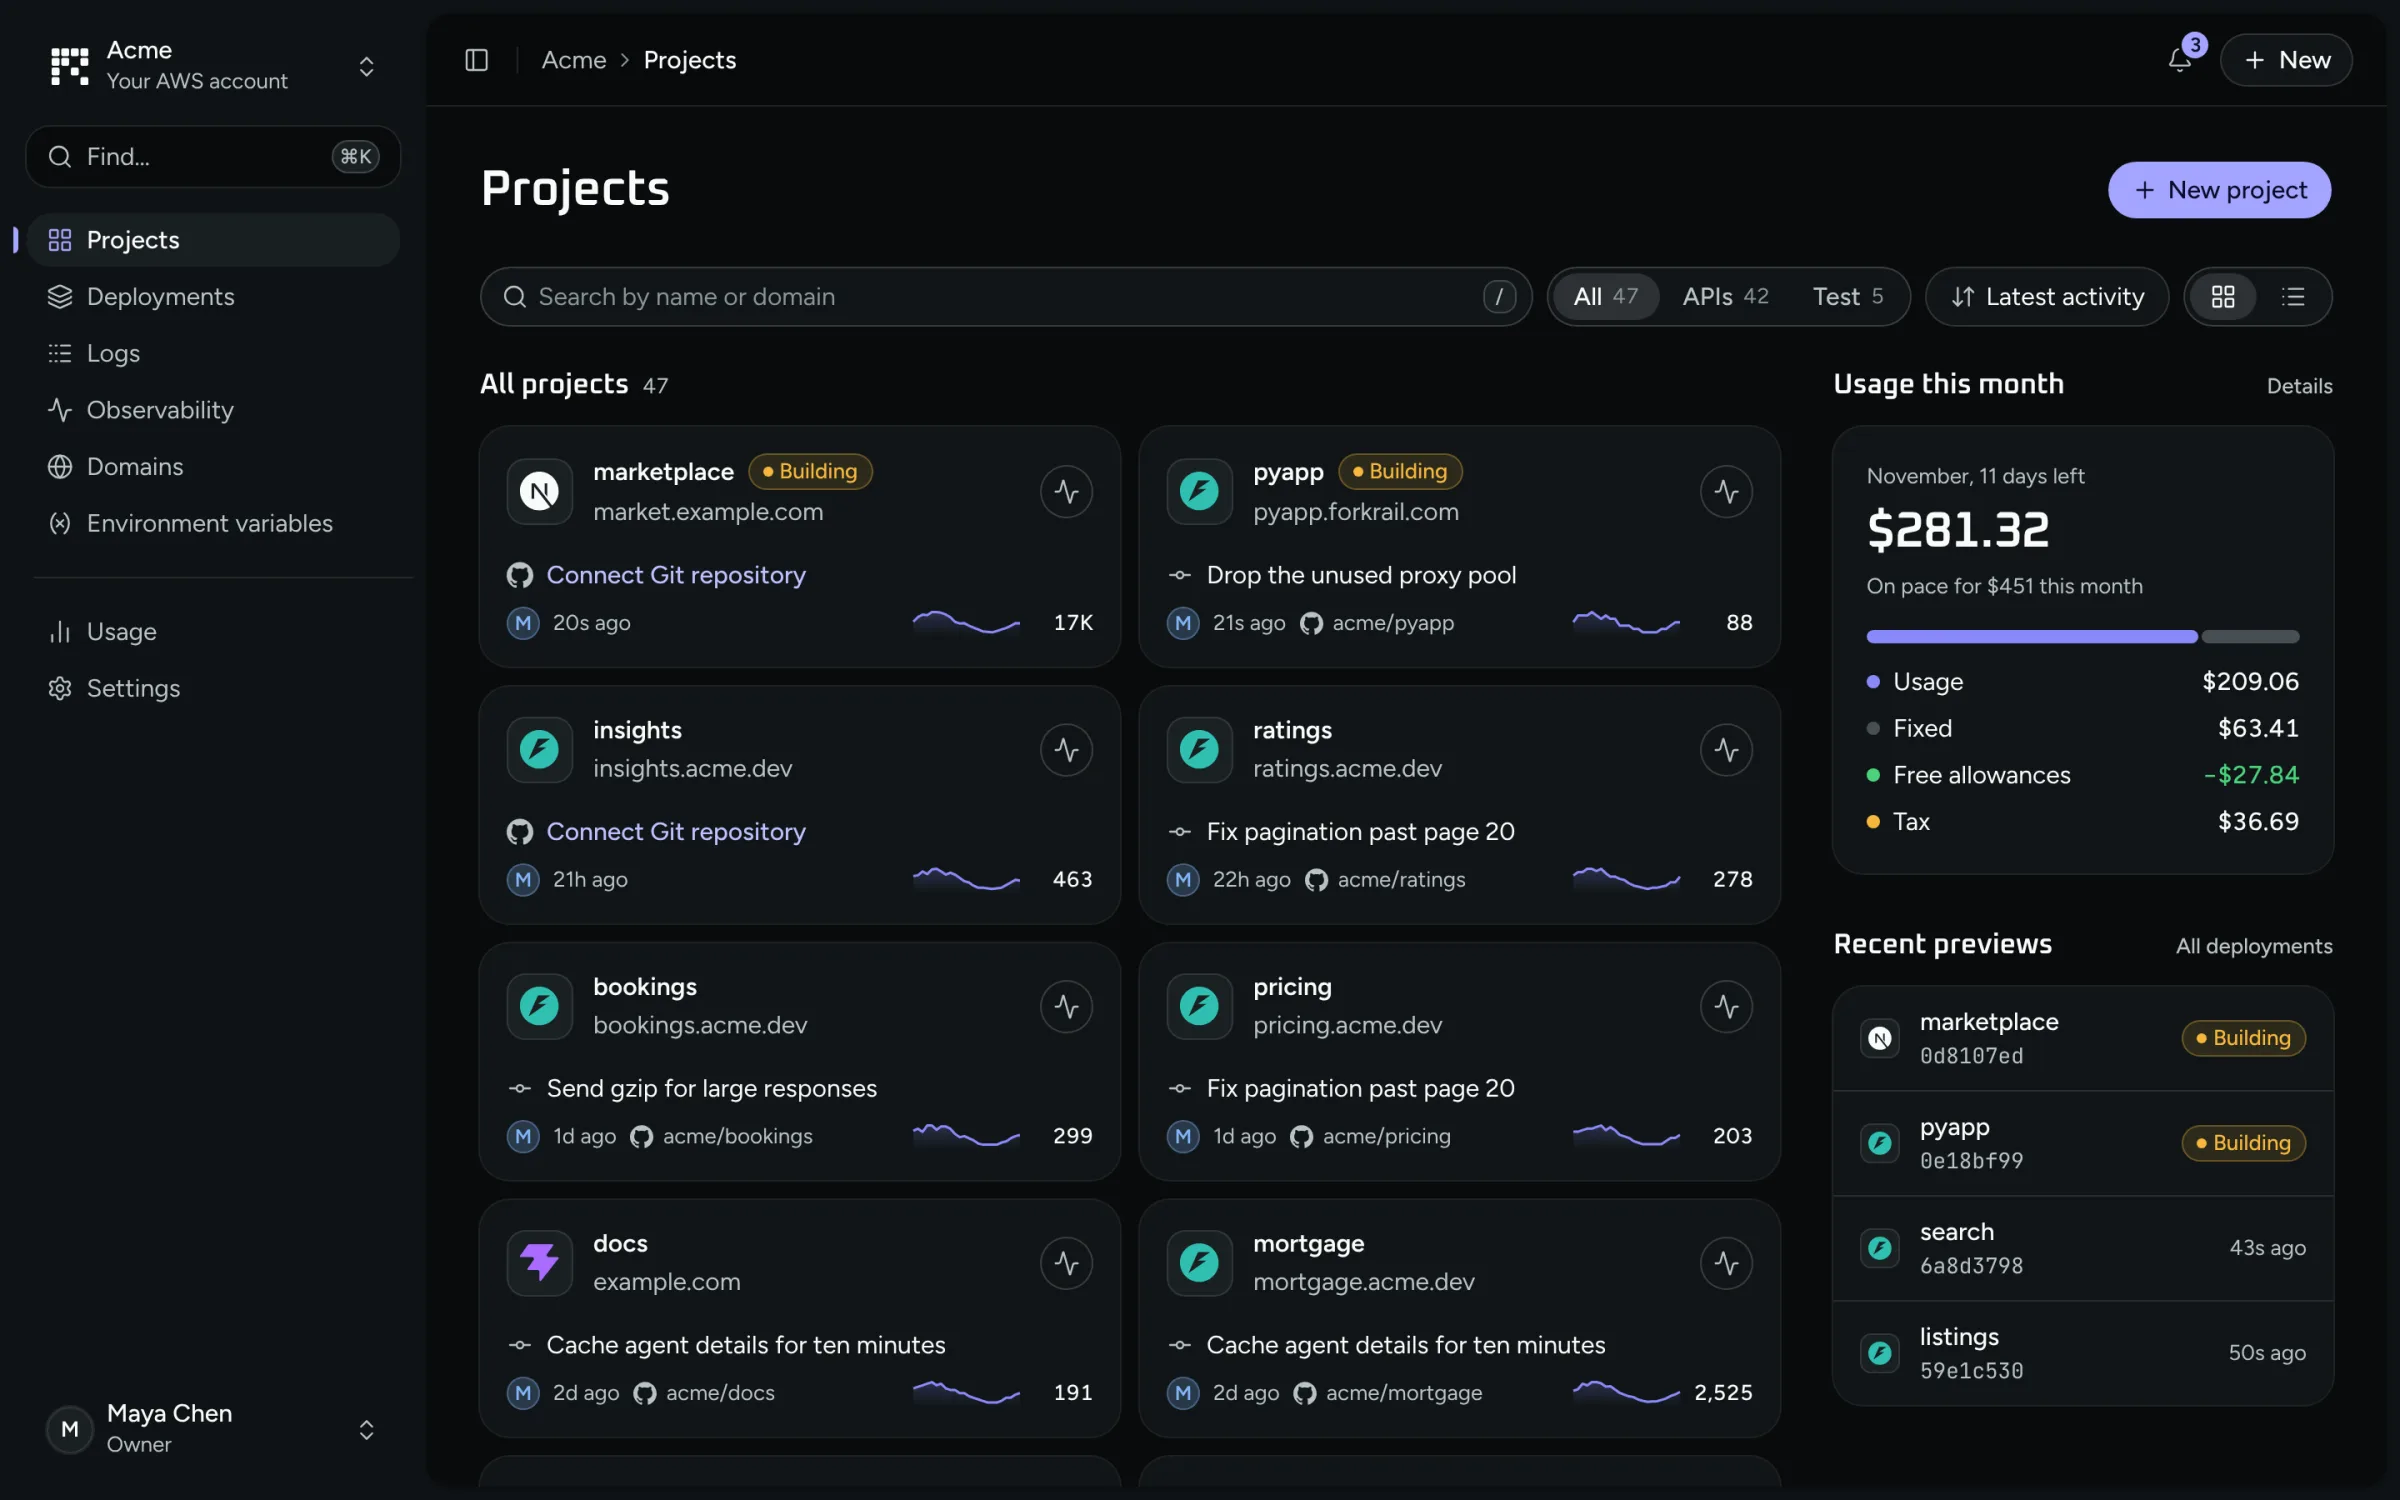 Acme
Your AWS account
Find...
⌘K
Projects
Deployments
Logs
Observability
Domains
Environment variables
Usage
Settings
M
Maya Chen
Owner
Acme > Projects
3
+ New
Projects
+ New project
Search by name or domain
/
All 47
APIs 42
Test 5
Latest activity
All projects 47
marketplace
Building
market.example.com
Connect Git repository
M 20s ago
17K
pyapp
Building
pyapp.forkrail.com
Drop the unused proxy pool
M 21s ago acme/pyapp
88
insights
insights.acme.dev
Connect Git repository
M 21h ago
463
ratings
ratings.acme.dev
Fix pagination past page 20
M 22h ago acme/ratings
278
bookings
bookings.acme.dev
Send gzip for large responses
M 1d ago acme/bookings
299
pricing
pricing.acme.dev
Fix pagination past page 20
M 1d ago acme/pricing
203
docs
example.com
Cache agent details for ten minutes
M 2d ago acme/docs
191
mortgage
mortgage.acme.dev
Cache agent details for ten minutes
M 2d ago acme/mortgage
2,525
Usage this month
Details
November, 11 days left
$281.32
On pace for $451 this month
Usage $209.06
Fixed $63.41
Free allowances -$27.84
Tax $36.69
Recent previews
All deployments
marketplace
0d8107ed
Building
pyapp
0e18bf99
Building
search
6a8d3798
43s ago
listings
59e1c530
50s ago